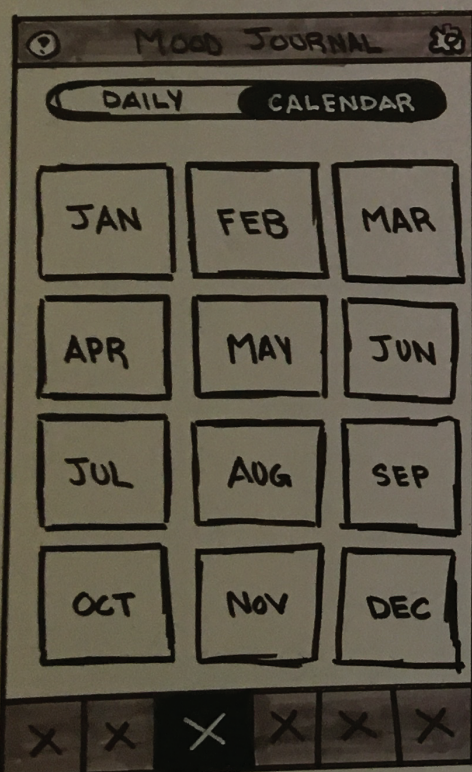 MOOD JOURNAL
DAILY CALENDAR
JAN FEB MAR
APR MAY JUN
JUL AUG SEP
OCT NOV DEC